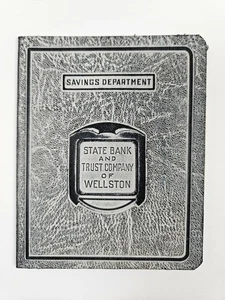 SAVINGS DEPARTMENT
STATE BANK
AND
TRUST COMPANY
OF
WELLSTON